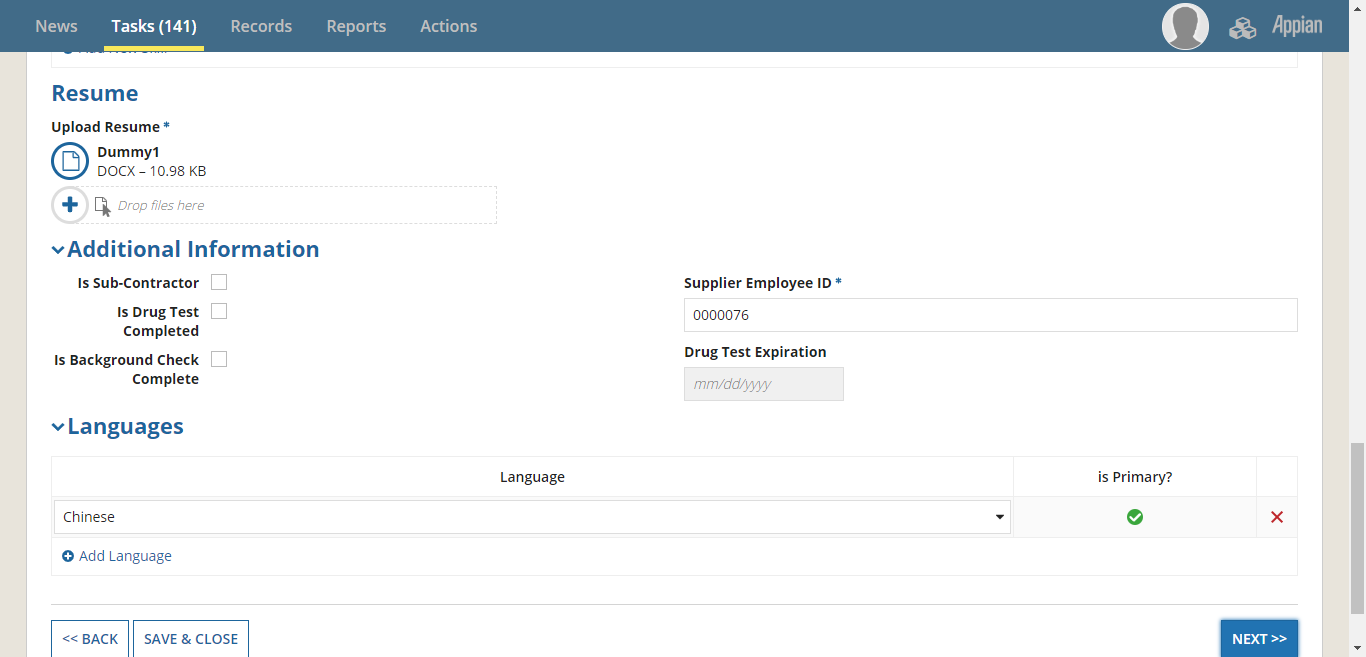 News
Tasks (141)
Records
Reports
Actions
Appian
Resume
Upload Resume *
Dummy1
DOCX – 10.98 KB
Drop files here
Additional Information
Is Sub-Contractor
Is Drug Test
Completed
Is Background Check
Complete
Supplier Employee ID *
0000076
Drug Test Expiration
mm/dd/yyyy
Languages
Language
is Primary?
Chinese
Add Language
<< BACK
SAVE & CLOSE
NEXT >>